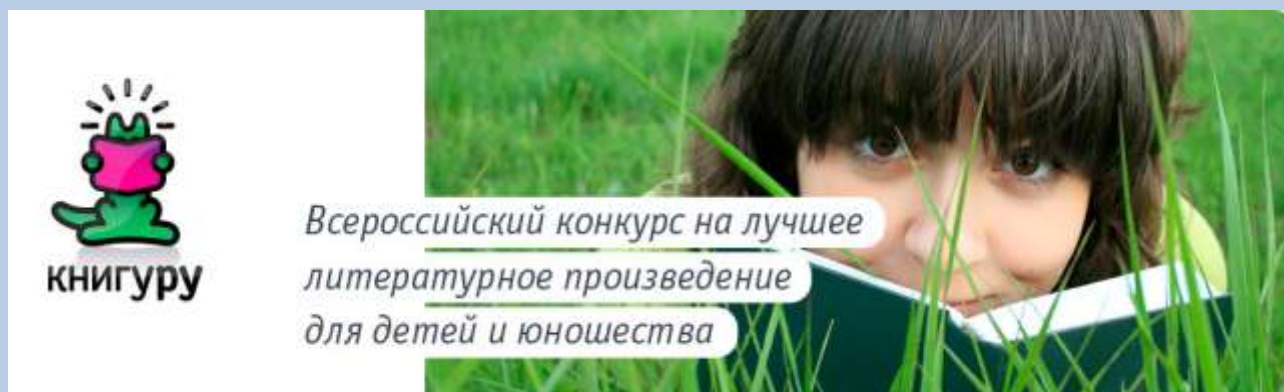 книгуру
Всероссийский конкурс на лучшее
литературное произведение
для детей и юношества